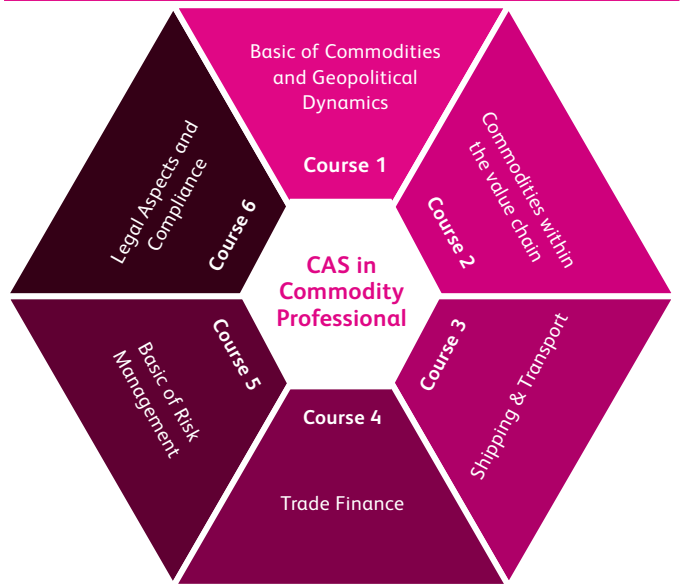 Basic of Commodities
and Geopolitical
Dynamics
Course 1
Commodities within
the value chain
Course 2
Shipping & Transport
Course 3
Course 4
Trade Finance
Basic of Risk
Management
Course 5
Legal Aspects and
Compliance
Course 6
CAS in
Commodity
Professional